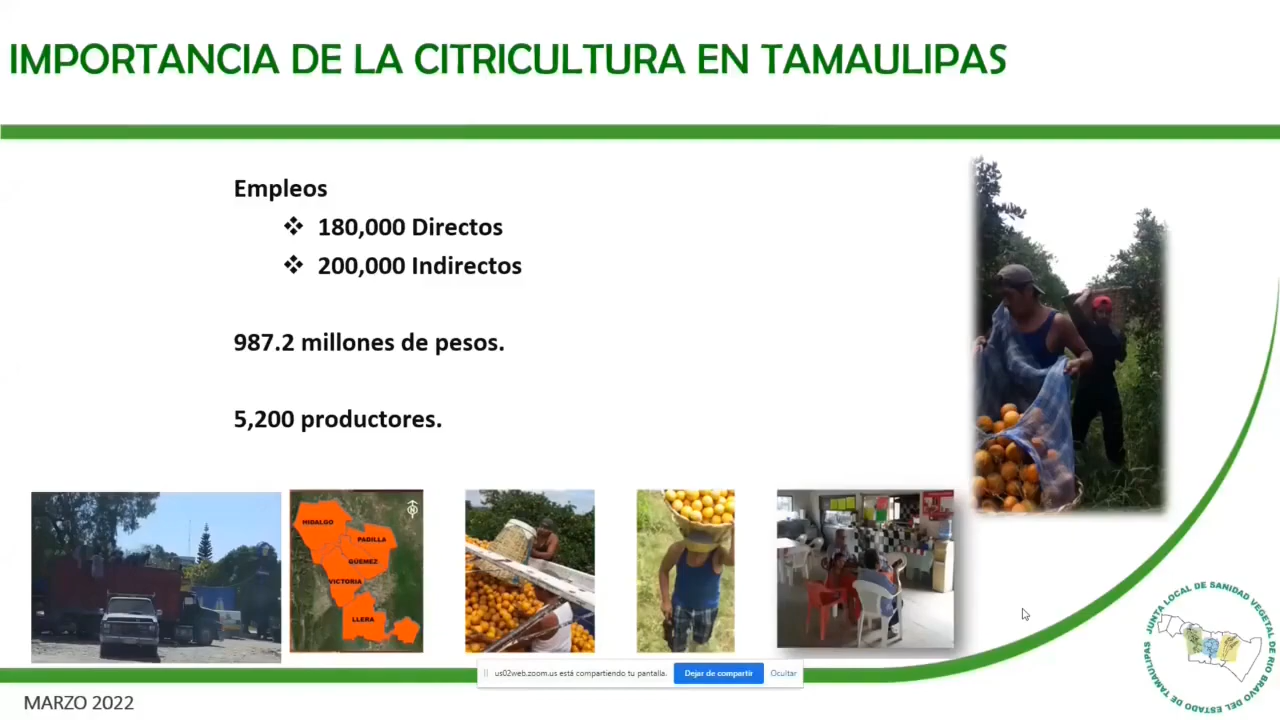 IMPORTANCIA DE LA CITRICULTURA EN TAMAULIPAS
Empleos
❖ 180,000 Directos
❖ 200,000 Indirectos
987.2 millones de pesos.
5,200 productores.
N
HIDALGO
PADILLA
GÜEMEZ
VICTORIA
LLERA
us02web.zoom.us está compartiendo tu pantalla.
Dejar de compartir
Ocultar
JUNTA LOCAL DE SANIDAD VEGETAL DE RIO BRAVO DEL ESTADO DE TAMAULIPAS
MARZO 2022